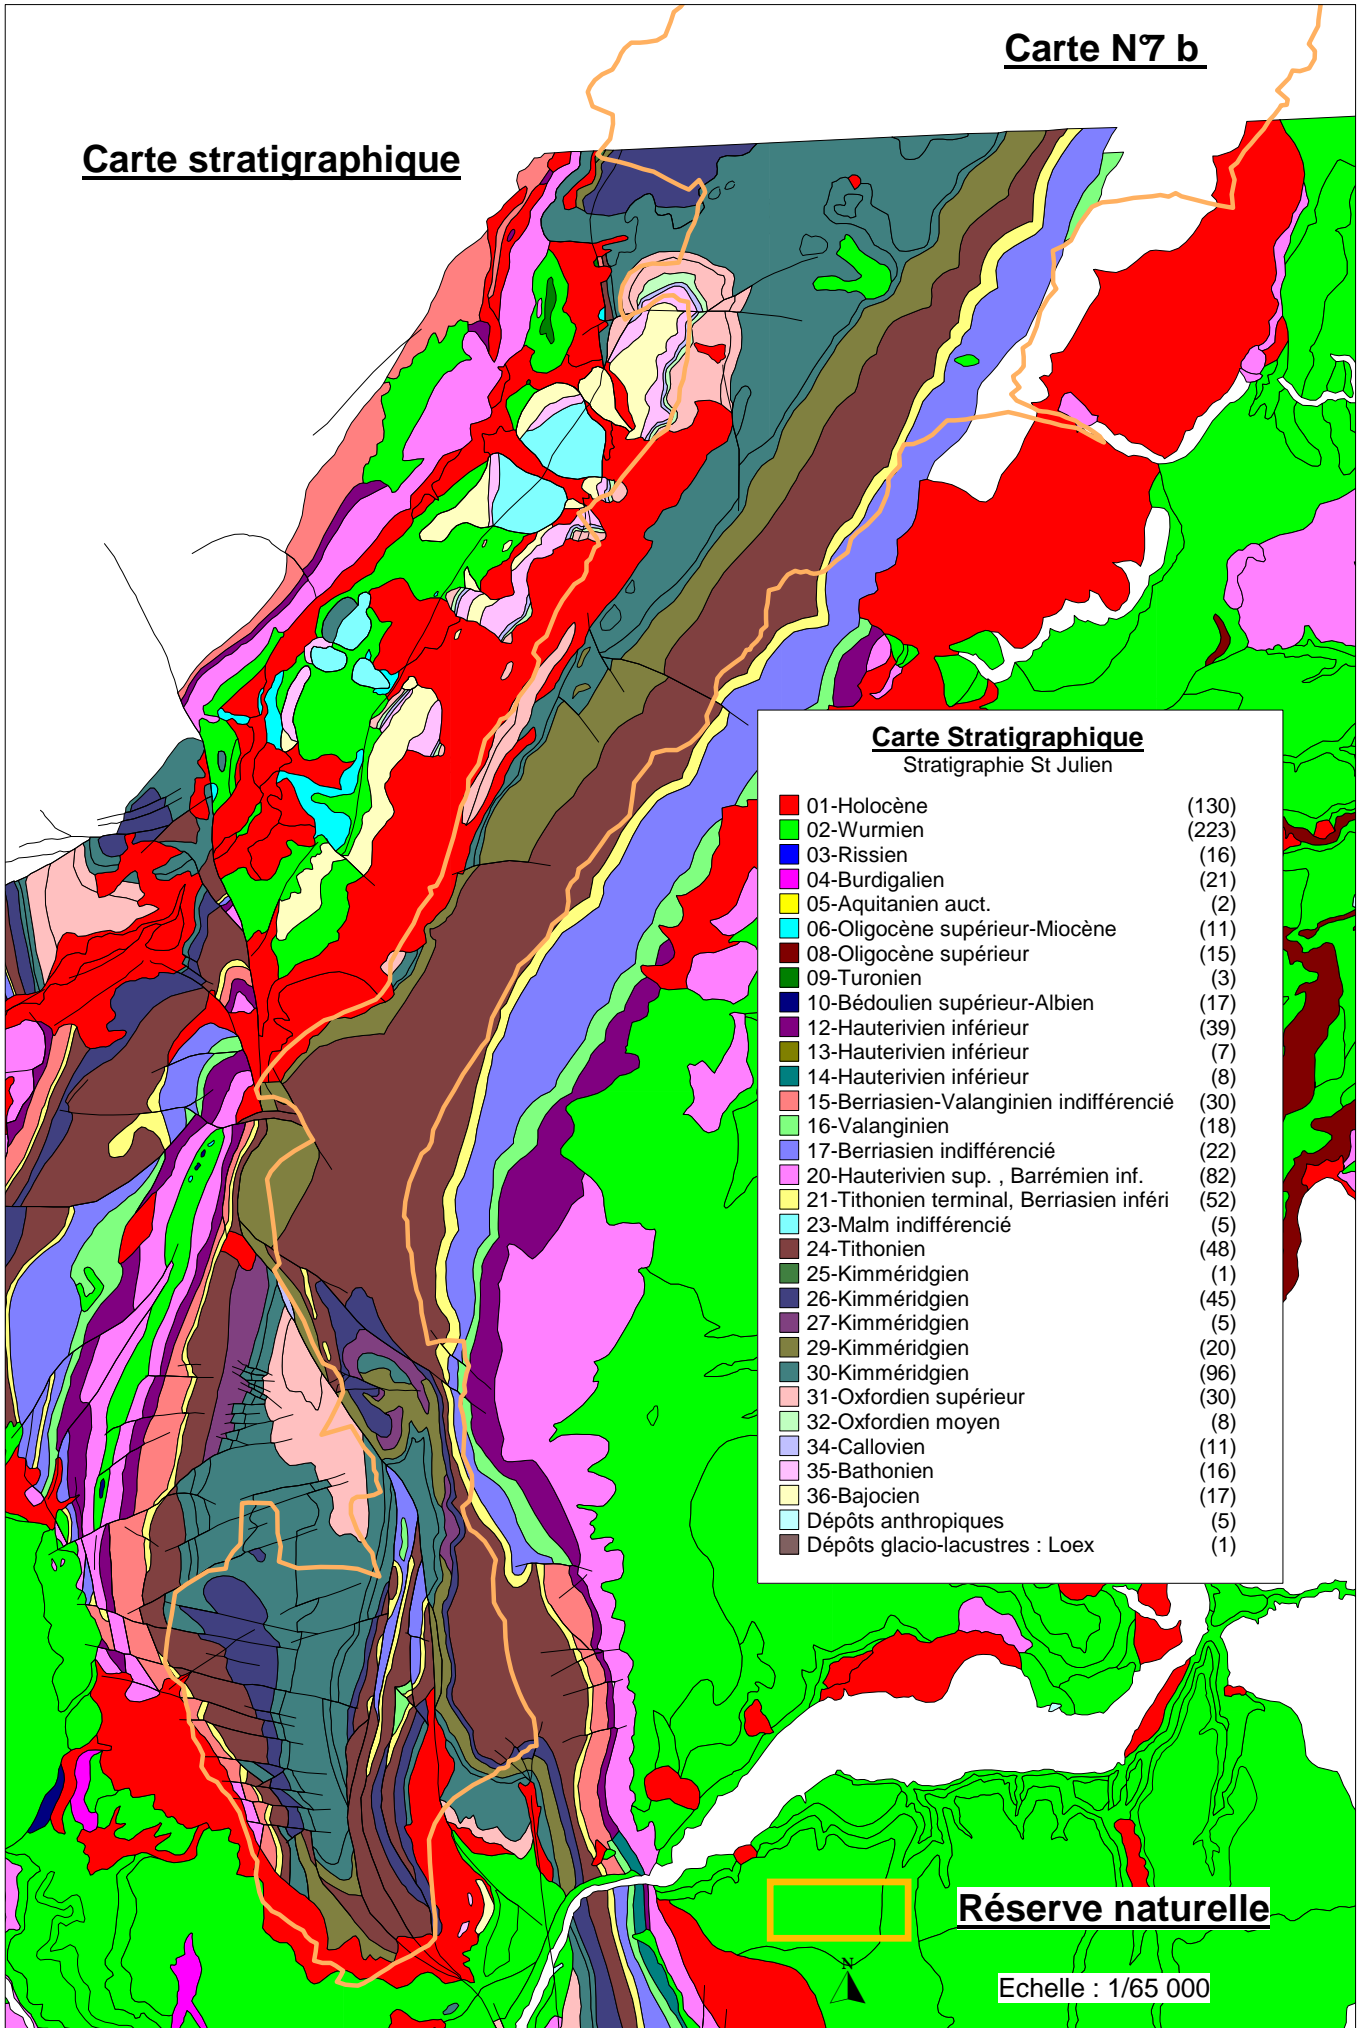 Carte N°7 b
Carte stratigraphique
Carte Stratigraphique
Stratigraphie St Julien
01-Holocène (130)
02-Wurmien (223)
03-Rissien (16)
04-Burdigalien (21)
05-Aquitanien auct. (2)
06-Oligocène supérieur-Miocène (11)
08-Oligocène supérieur (15)
09-Turonien (3)
10-Bédoulien supérieur-Albien (17)
12-Hauterivien inférieur (39)
13-Hauterivien inférieur (7)
14-Hauterivien inférieur (8)
15-Berriasien-Valanginien indifférencié (30)
16-Valanginien (18)
17-Berriasien indifférencié (22)
20-Hauterivien sup. , Barrémien inf. (82)
21-Tithonien terminal, Berriasien inféri (52)
23-Malm indifférencié (5)
24-Tithonien (48)
25-Kimméridgien (1)
26-Kimméridgien (45)
27-Kimméridgien (5)
29-Kimméridgien (20)
30-Kimméridgien (96)
31-Oxfordien supérieur (30)
32-Oxfordien moyen (8)
34-Callovien (11)
35-Bathonien (16)
36-Bajocien (17)
Dépôts anthropiques (5)
Dépôts glacio-lacustres : Loex (1)
Réserve naturelle
N
Echelle : 1/65 000